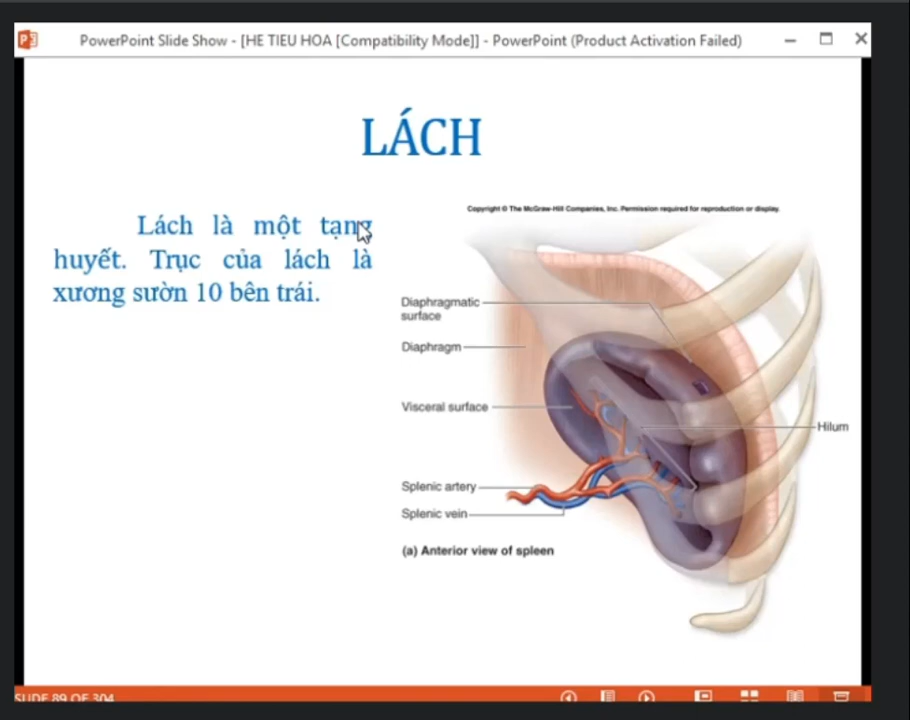 PowerPoint Slide Show - [HE TIEU HOA [Compatibility Mode]] - PowerPoint (Product Activation Failed)
LÁCH
Lách là một tạng
huyết. Trục của lách là
xương sườn 10 bên trái.
Copyright © The McGraw-Hill Companies, Inc. Permission required for reproduction or display.
Diaphragmatic
surface
Diaphragm
Visceral surface
Hilum
Splenic artery
Splenic vein
(a) Anterior view of spleen
SLIDE 89 OF 304